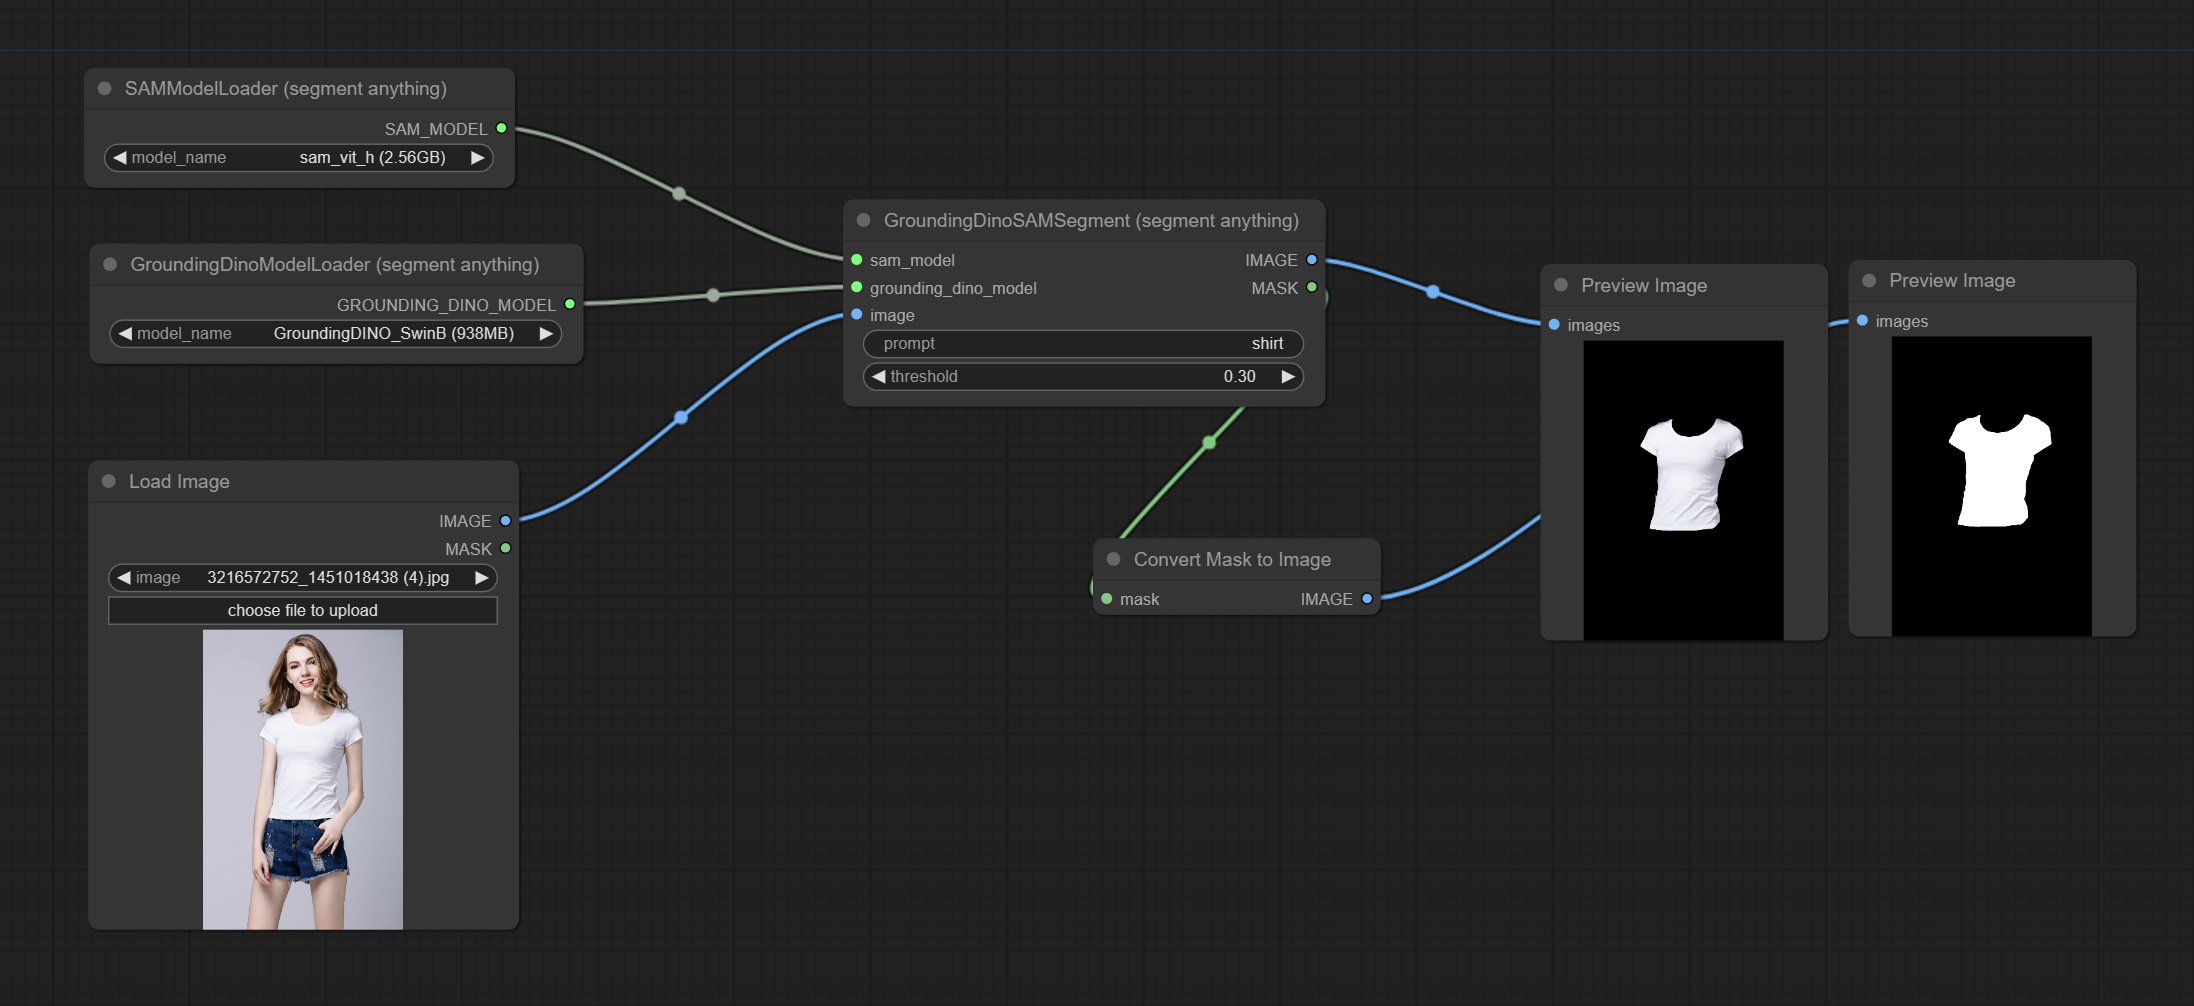 SAMModelLoader (segment anything)
SAM_MODEL
model_name sam_vit_h (2.56GB)
GroundingDinoModelLoader (segment anything)
GROUNDING_DINO_MODEL
model_name GroundingDINO_SwinB (938MB)
Load Image
IMAGE
MASK
image 3216572752_1451018438 (4).jpg
choose file to upload
GroundingDinoSAMSegment (segment anything)
sam_model IMAGE
grounding_dino_model MASK
image
prompt shirt
threshold 0.30
Convert Mask to Image
mask IMAGE
Preview Image
images
Preview Image
images